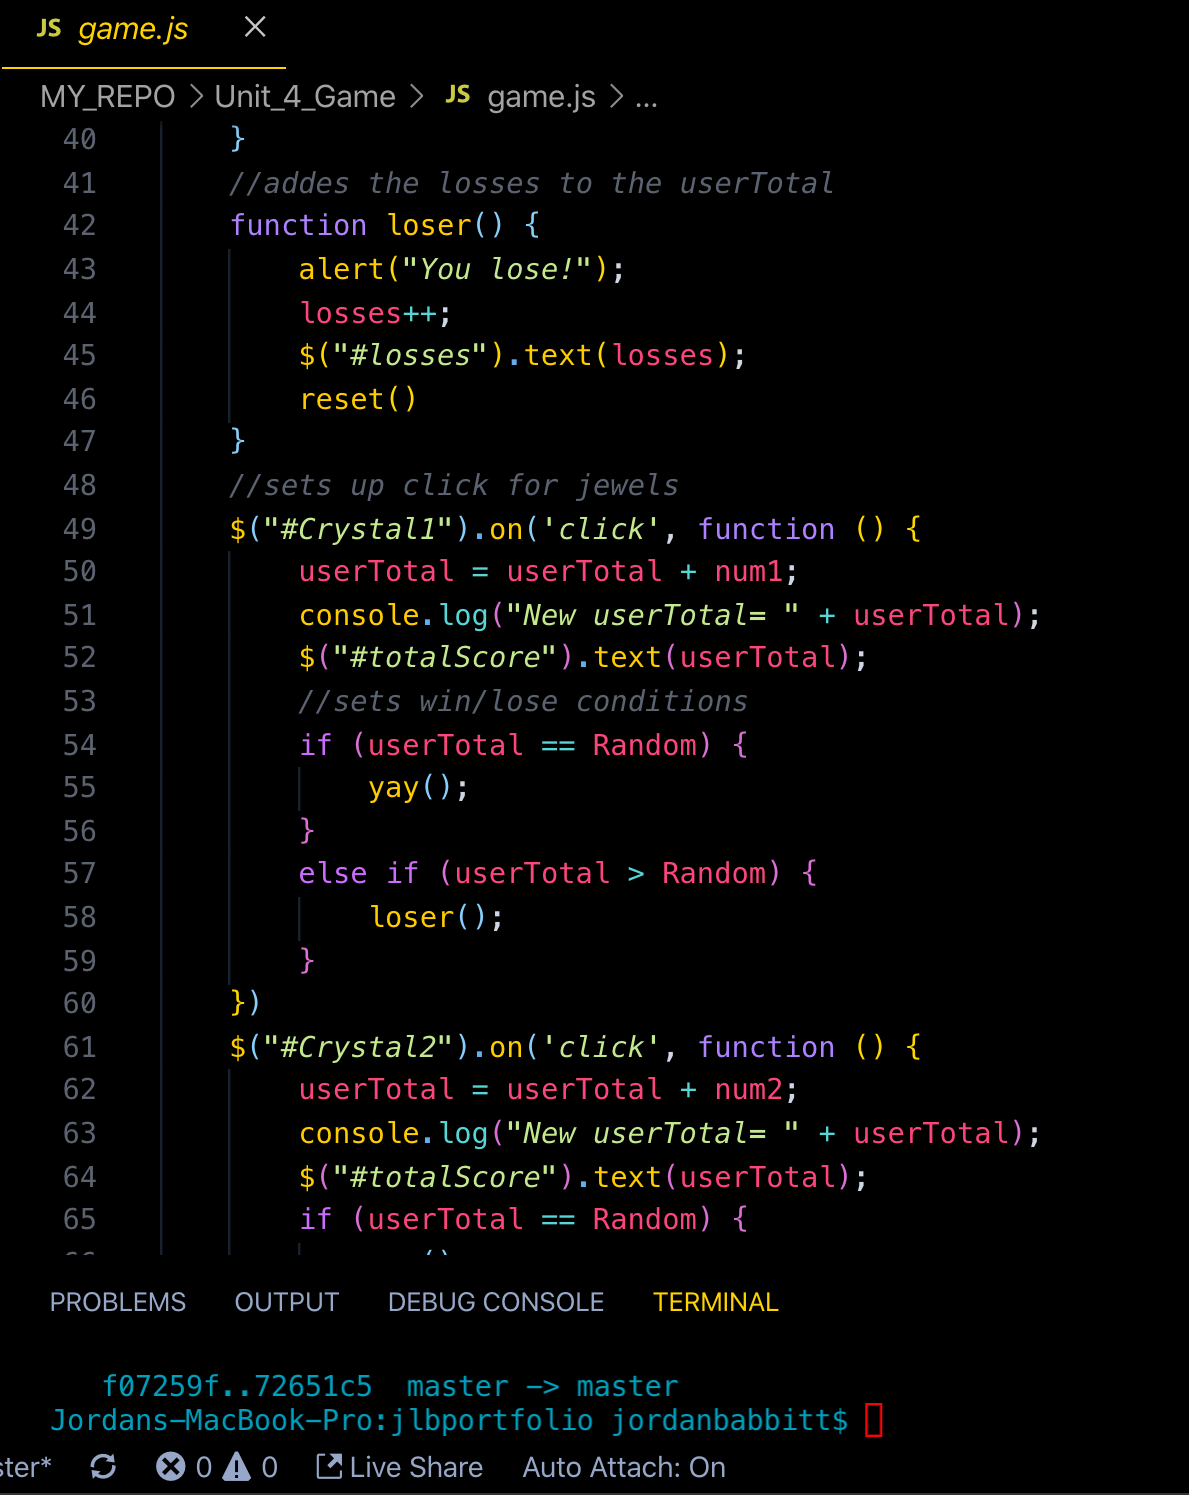 JS game.js ×
MY_REPO > Unit_4_Game > JS game.js > ...
40 }
41 //addes the losses to the userTotal
42 function loser() {
43 alert("You lose!");
44 losses++;
45 $("#losses").text(losses);
46 reset()
47 }
48 //sets up click for jewels
49 $("#Crystal1").on('click', function () {
50 userTotal = userTotal + num1;
51 console.log("New userTotal= " + userTotal);
52 $("#totalScore").text(userTotal);
53 //sets win/lose conditions
54 if (userTotal == Random) {
55 yay();
56 }
57 else if (userTotal > Random) {
58 loser();
59 }
60 })
61 $("#Crystal2").on('click', function () {
62 userTotal = userTotal + num2;
63 console.log("New userTotal= " + userTotal);
64 $("#totalScore").text(userTotal);
65 if (userTotal == Random) {
PROBLEMS OUTPUT DEBUG CONSOLE TERMINAL
f07259f..72651c5 master -> master
Jordans-MacBook-Pro:jlbportfolio jordanbabbitt$
ster* 0 0 Live Share Auto Attach: On